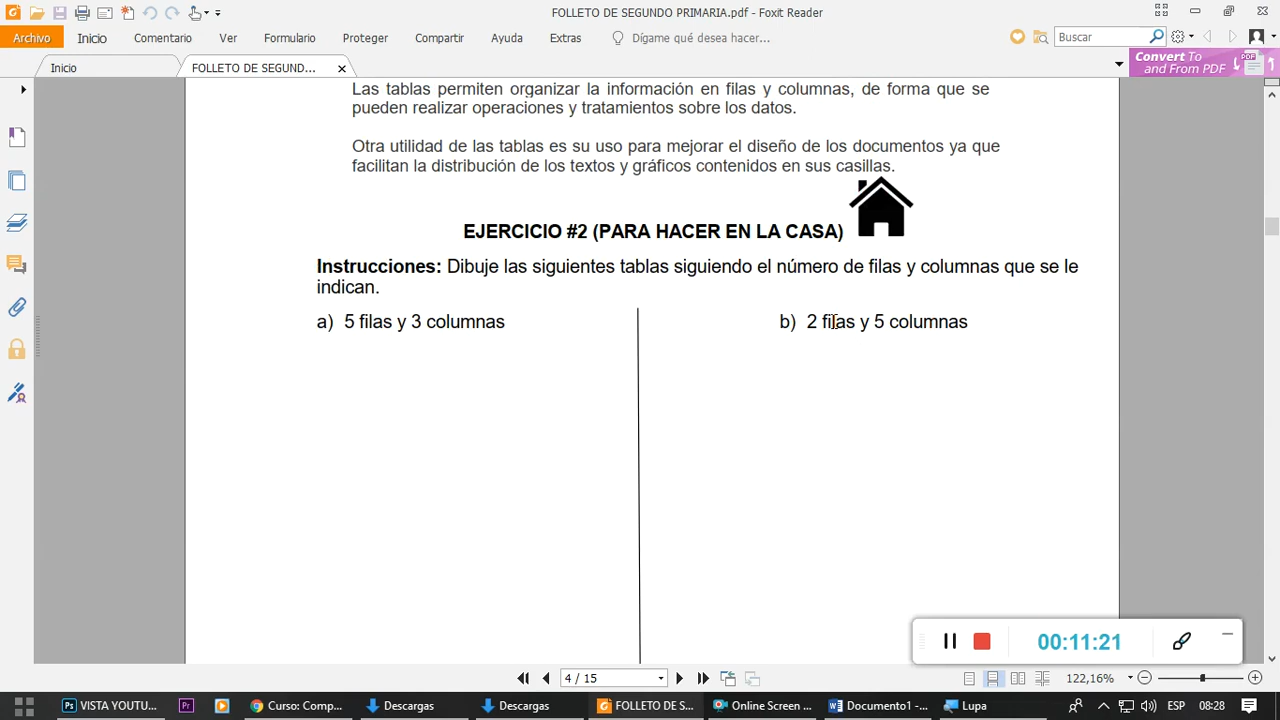 FOLLETO DE SEGUNDO PRIMARIA.pdf - Foxit Reader
Archivo Inicio Comentario Ver Formulario Proteger Compartir Ayuda Extras Dígame qué desea hacer... Buscar
Inicio FOLLETO DE SEGUND...
Convert To
and From PDF
PDF
Las tablas permiten organizar la información en filas y columnas, de forma que se
pueden realizar operaciones y tratamientos sobre los datos.
Otra utilidad de las tablas es su uso para mejorar el diseño de los documentos ya que
facilitan la distribución de los textos y gráficos contenidos en sus casillas.
EJERCICIO #2 (PARA HACER EN LA CASA)
Instrucciones: Dibuje las siguientes tablas siguiendo el número de filas y columnas que se le
indican.
a) 5 filas y 3 columnas
b) 2 filas y 5 columnas
00:11:21
4 / 15
122,16%
Ps VISTA YOUTU... Pr Curso: Comp... Descargas Descargas FOLLETO DE S... Online Screen ... Documento1 -... Lupa ESP 08:28